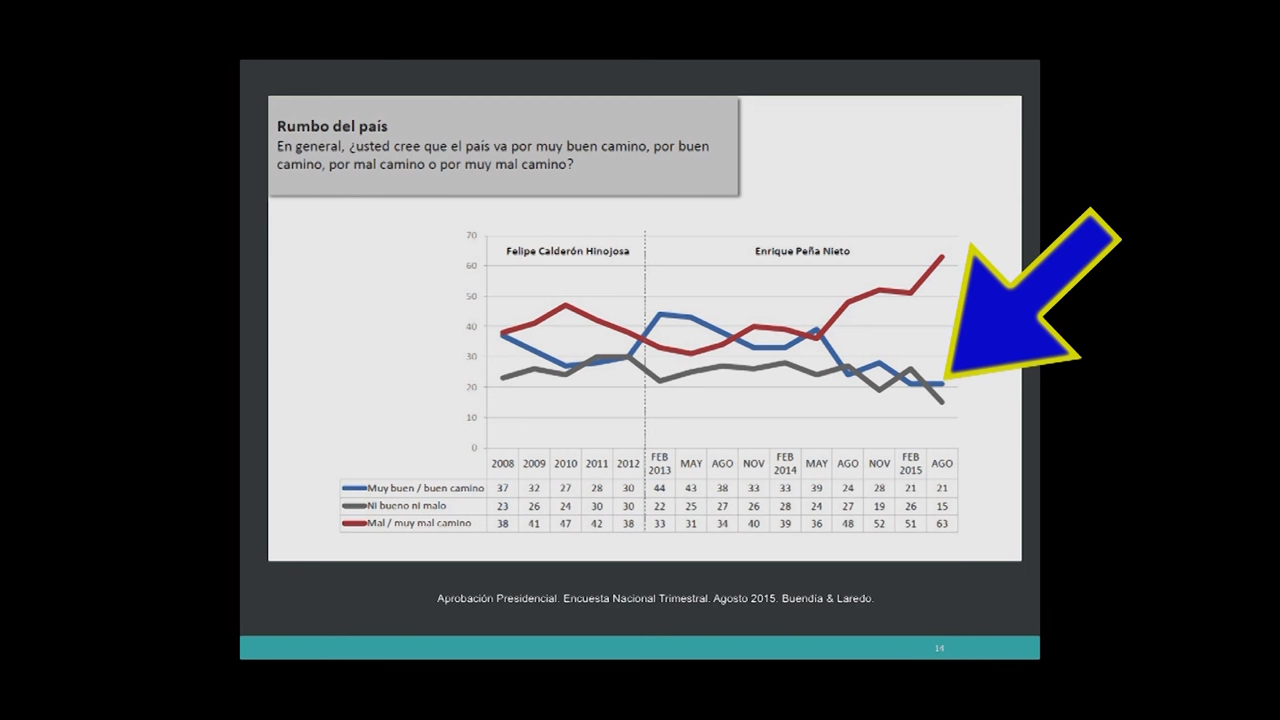 Rumbo del país
En general, ¿usted cree que el país va por muy buen camino, por buen
camino, por mal camino o por muy mal camino?
70
Felipe Calderón Hinojosa Enrique Peña Nieto
60
50
40
30
20
10
0
2008 2009 2010 2011 2012 FEB 2013 MAY AGO NOV FEB 2014 MAY AGO NOV FEB 2015 AGO
Muy buen / buen camino 37 32 27 28 30 44 43 38 33 33 39 24 28 21 21
Ni bueno ni malo 23 26 24 30 30 22 25 27 26 28 24 27 19 26 15
Mal / muy mal camino 38 41 47 42 38 33 31 34 40 39 36 48 52 51 63
Aprobación Presidencial. Encuesta Nacional Trimestral. Agosto 2015. Buendía & Laredo.
14